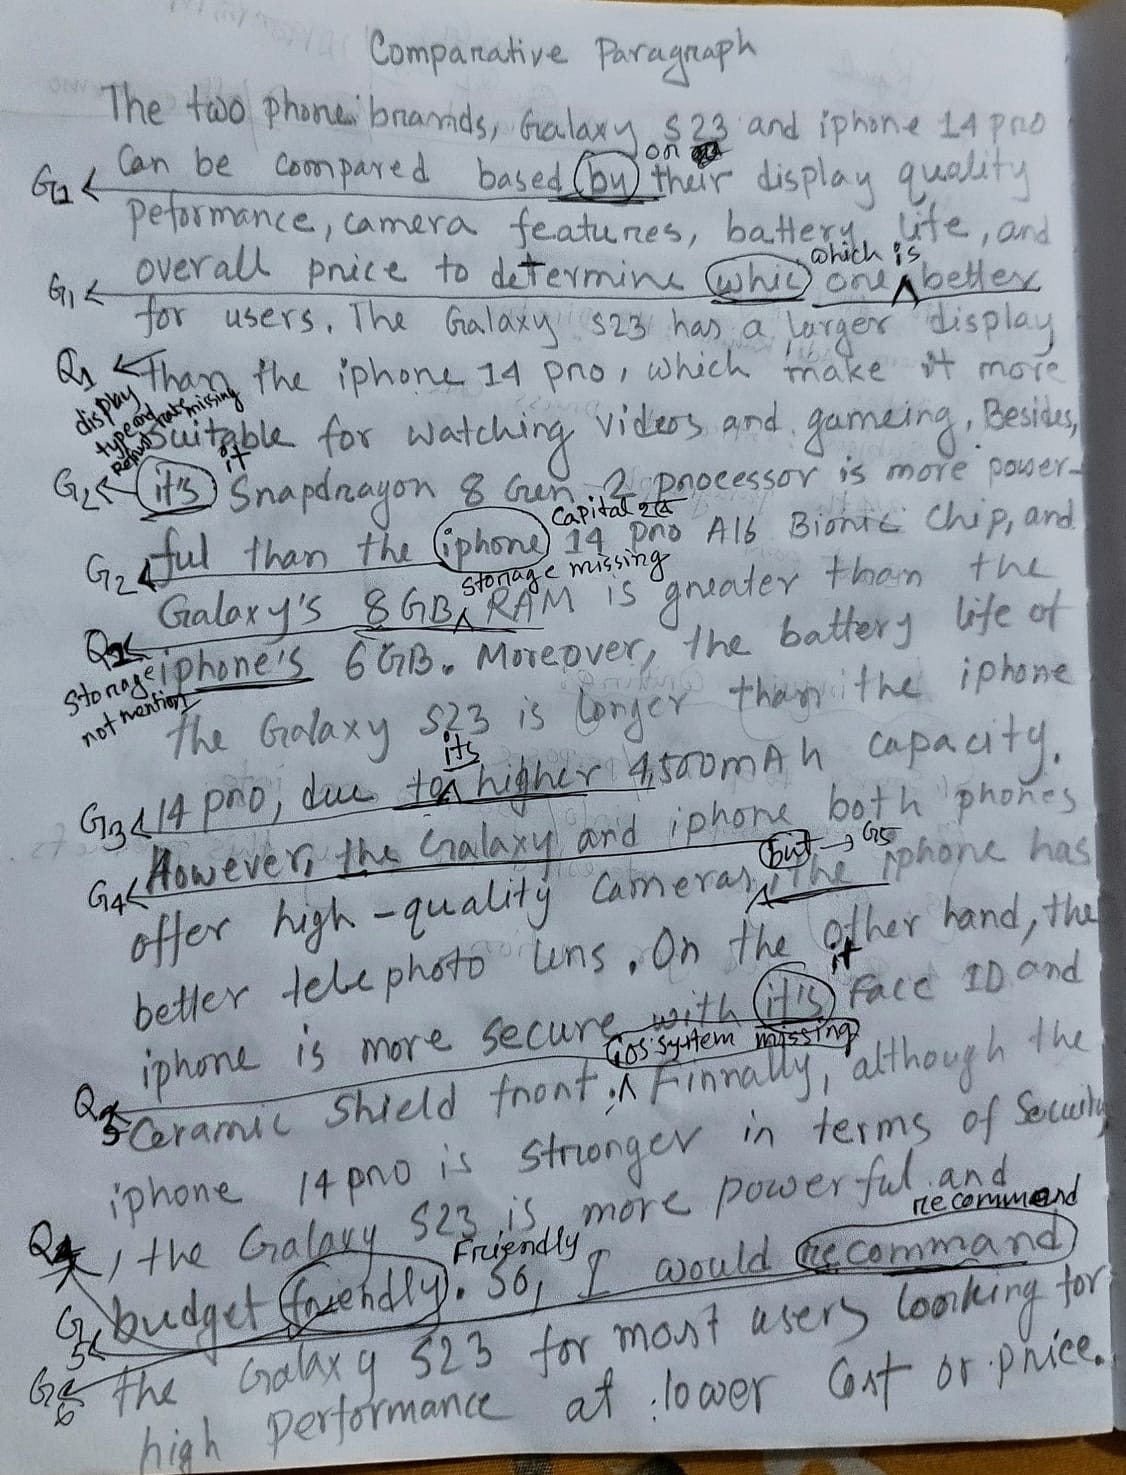 Comparative Paragraph
The two phone brands, Galaxy S23 and iphone 14 pro
on
G1 Can be compared based by their display quality
peformance, camera features, battery life, and
which is
G1 overall price to determine whic one ^ better
for users. The Galaxy S23 has a larger display
Q1 Than the iphone 14 pro, which make it more
display type and Refresh rate missing
suitable for watching videos and gameing. Besides,
it
G2 it's Snapdragon 8 Gen 2 processor is more power-
Capital
G2 ful than the iphone 14 pro A16 Bionic Chip, and
storage missing
Galaxy's 8 GB ^ RAM is greater than the
Q2 iphone's 6 GB. Moreover, the battery life of
Storage not mention
the Galaxy S23 is longer than the iphone
its
G3 14 pro, due to ^ higher 4,500mAh capacity.
G4 However, the Galaxy and iphone both phones
but → G5
offer high-quality cameras, the iphone has
better telephoto lens. On the other hand, the
it
iphone is more secure with it's Face ID and
ios system missing
Ceramic Shield front. ^ Finnally, although the
iphone 14 pro is stronger in terms of Security
, the Galaxy S23 is more powerful and
Friendly
recommend
G5 budget friendly. So, I would recommand
G6 the Galaxy S23 for most users looking for
high performance at lower Cost or price.